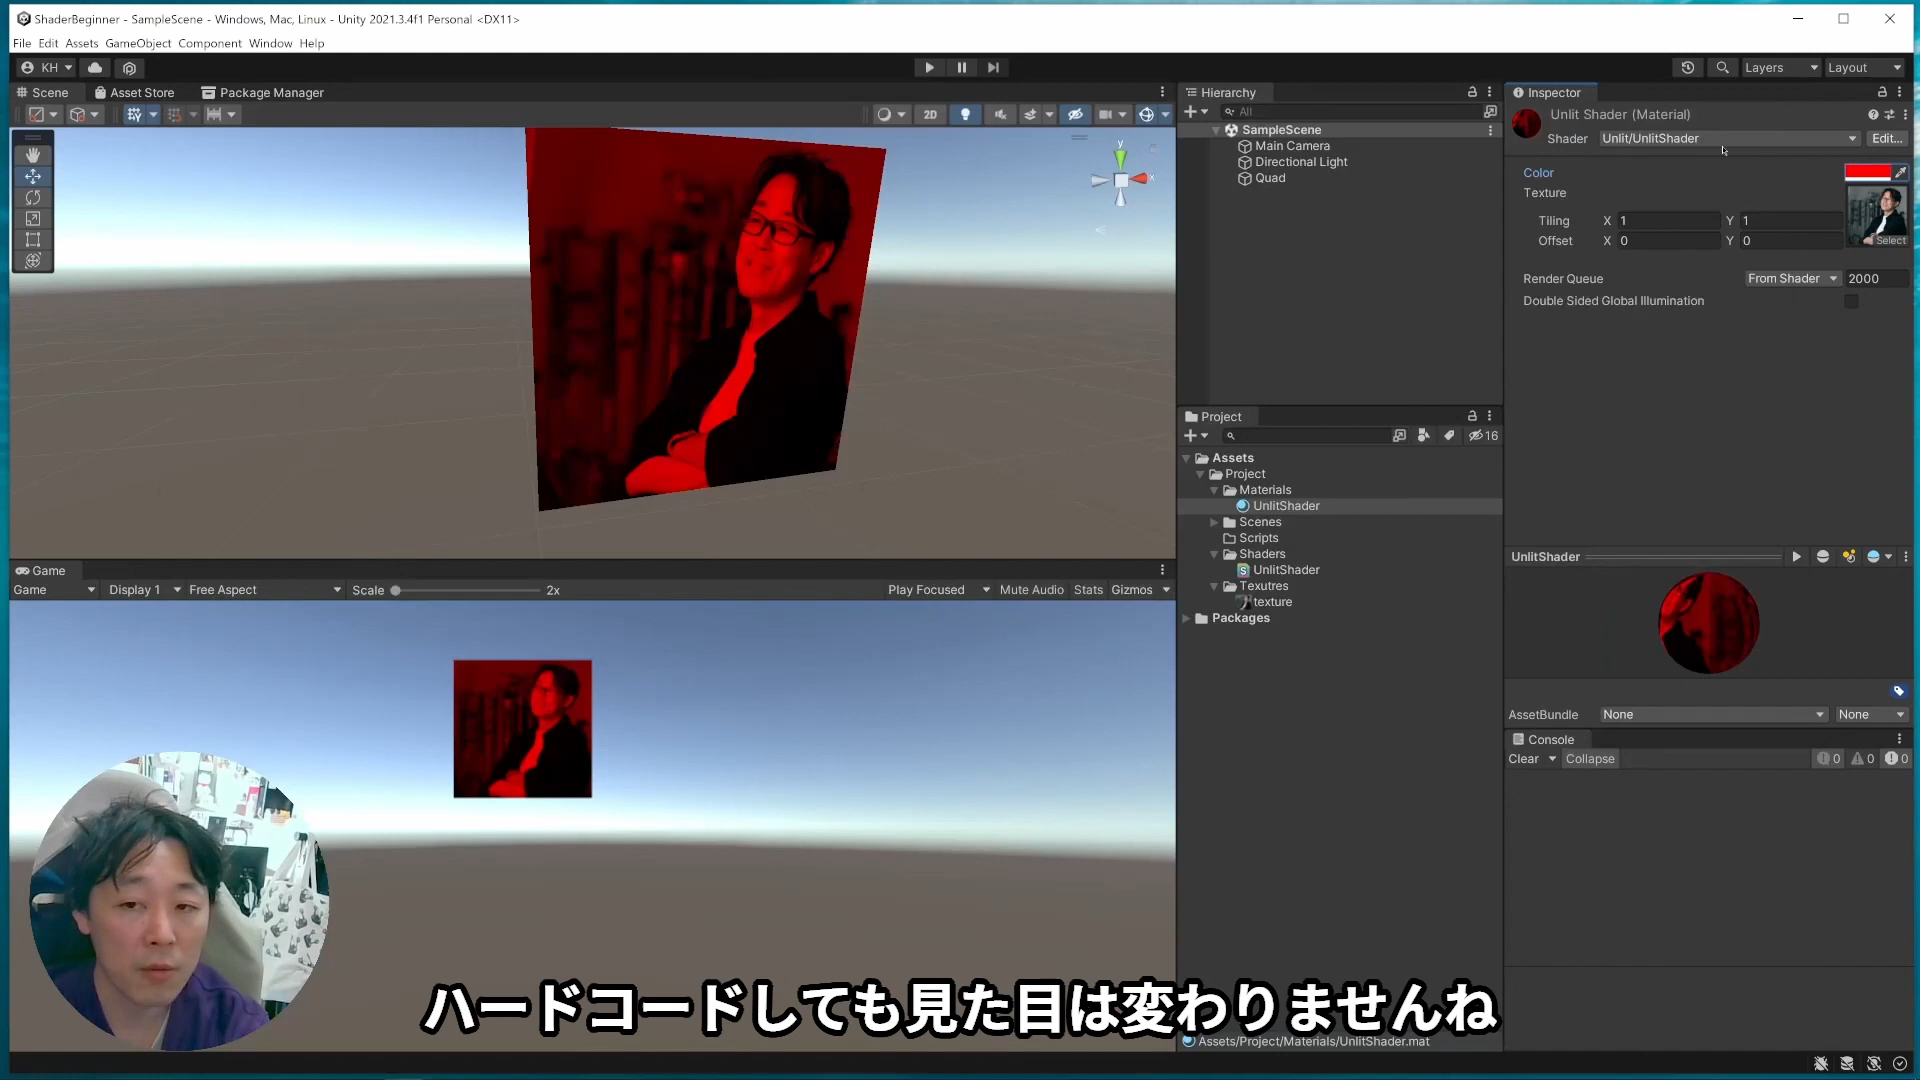 ShaderBeginner - SampleScene - Windows, Mac, Linux - Unity 2021.3.4f1 Personal <DX11>
File Edit Assets GameObject Component Window Help
KH
Layers
Layout
Scene
Asset Store
Package Manager
2D
y
x
Hierarchy
All
SampleScene
Main Camera
Directional Light
Quad
Inspector
Unlit Shader (Material)
Shader Unlit/UnlitShader Edit...
Color
Texture
Tiling X 1 Y 1
Offset X 0 Y 0
Select
Render Queue From Shader 2000
Double Sided Global Illumination
Project
16
Assets
Project
Materials
UnlitShader
Scenes
Scripts
Shaders
UnlitShader
Texutres
texture
Packages
Assets/Project/Materials/UnlitShader.mat
UnlitShader
AssetBundle None None
Console
Clear Collapse 0 0 0
Game
Game Display 1 Free Aspect Scale 2x Play Focused Mute Audio Stats Gizmos
ハードコードしても見た目は変わりませんね